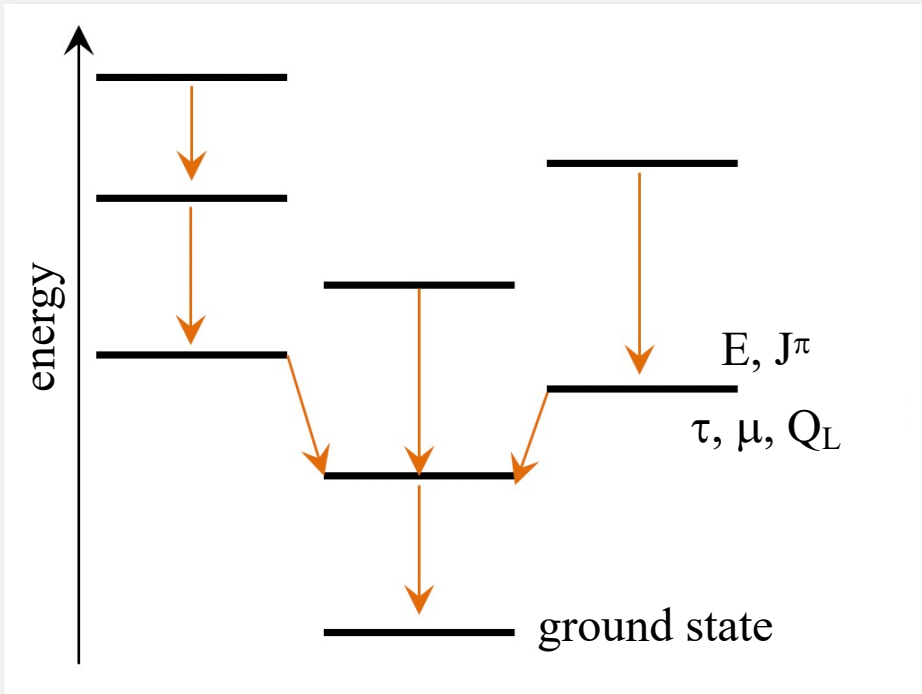 energy
E, Jπ
τ, μ, QL
ground state